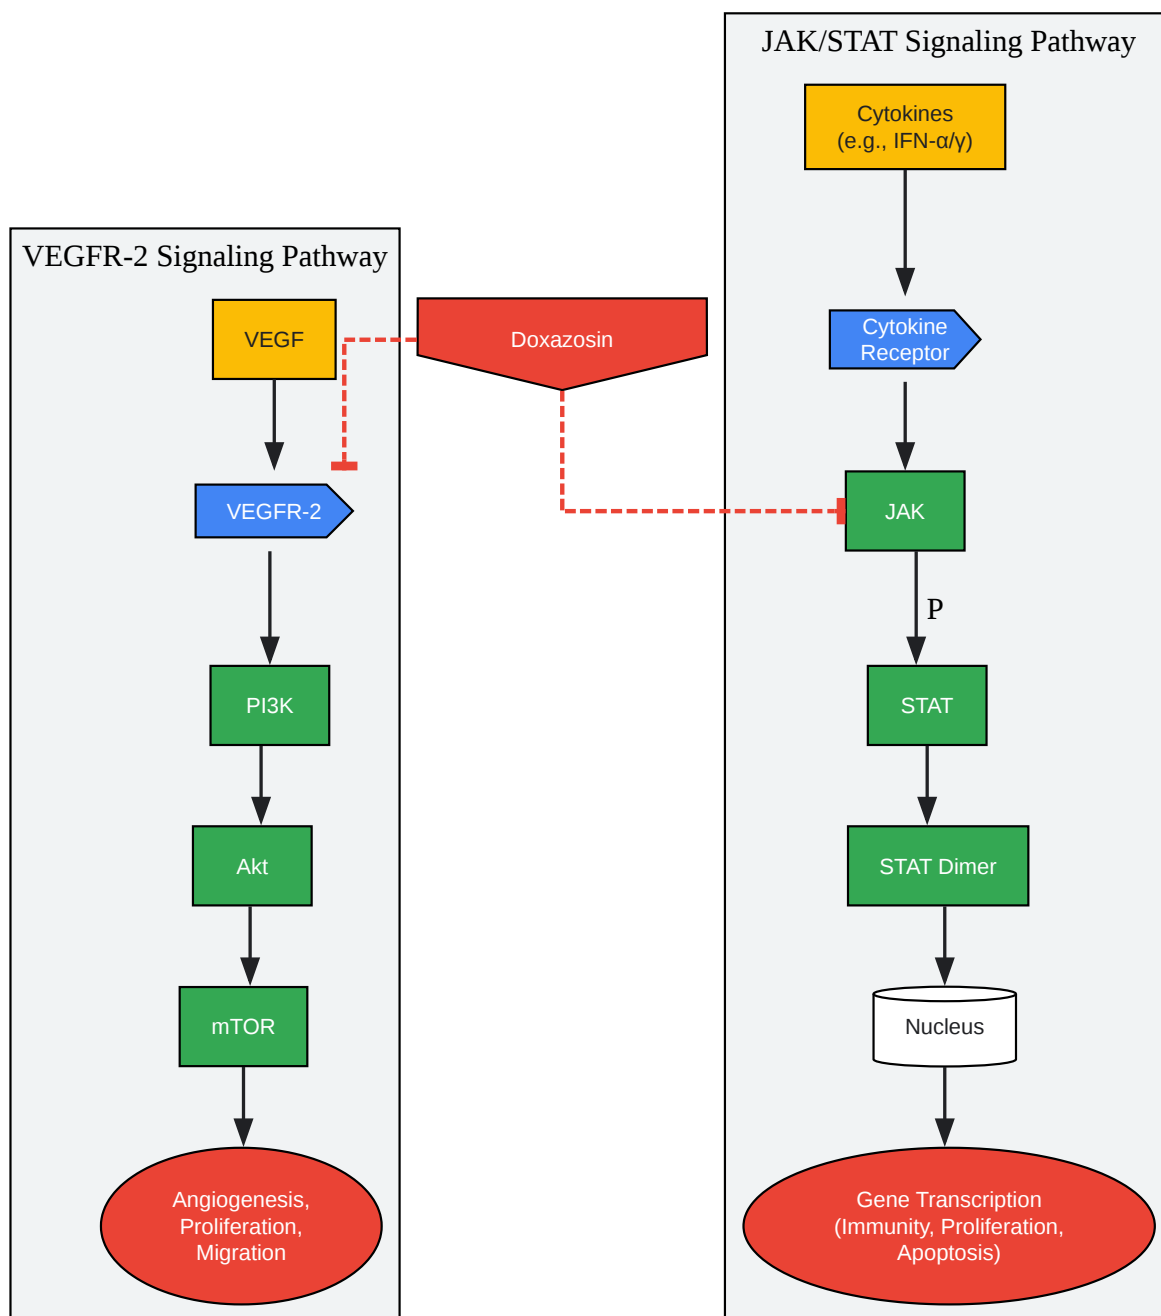 JAK/STAT Signaling Pathway
Cytokines
(e.g., IFN-α/γ)
VEGFR-2 Signaling Pathway
VEGF
Doxazosin
Cytokine
Receptor
VEGFR-2
JAK
P
PI3K
STAT
Akt
STAT Dimer
mTOR
Nucleus
Angiogenesis,
Proliferation,
Migration
Gene Transcription
(Immunity, Proliferation,
Apoptosis)